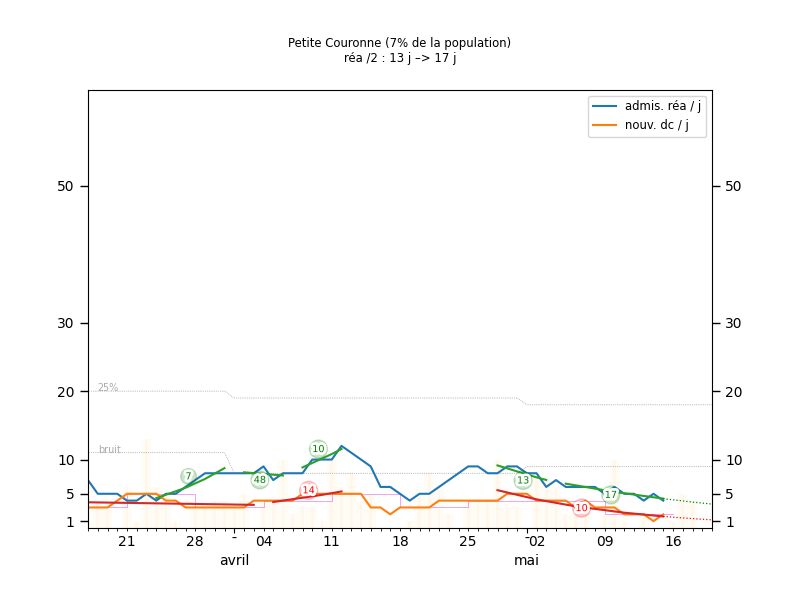 Petite Couronne (7% de la population)
réa /2 : 13 j –> 17 j
admis. réa / j
nouv. dc / j
50 50
30 30
25% 20 20
bruit 10 10
10
7 48 13 17
14
5 5
10
1 1
21 28 - 04 11 18 25 -02 09 16
avril mai